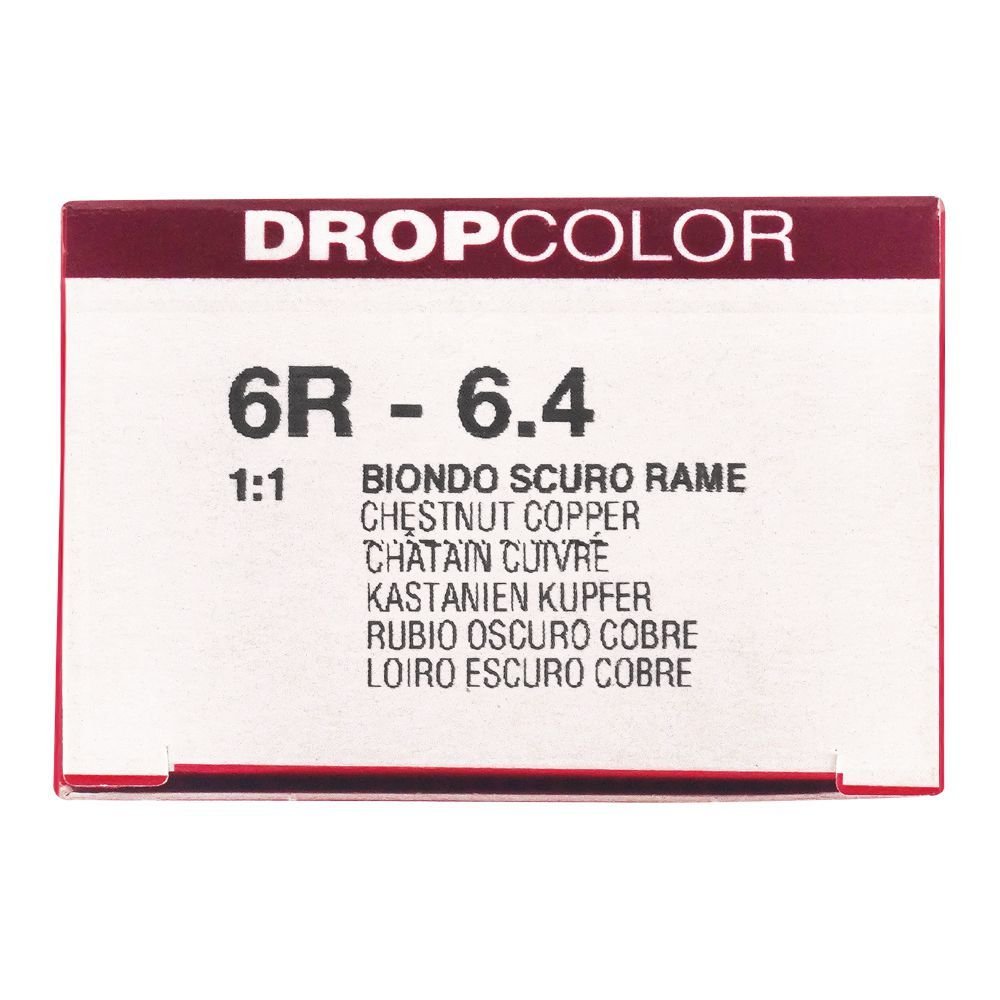 DROPCOLOR
6R - 6.4
1:1 BIONDO SCURO RAME
CHESTNUT COPPER
CHÂTAIN CUIVRÉ
KASTANIEN KUPFER
RUBIO OSCURO COBRE
LOIRO ESCURO COBRE